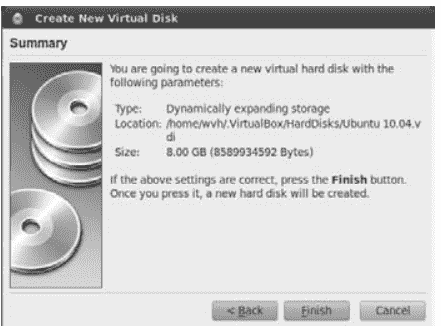 Create New Virtual Disk
Summary
You are going to create a new virtual hard disk with the
following parameters:
Type: Dynamically expanding storage
Location: /home/wvh/.VirtualBox/HardDisks/Ubuntu 10.04.v
di
Size: 8.00 GB (8589934592 Bytes)
If the above settings are correct, press the Finish button.
Once you press it, a new hard disk will be created.
< Back Finish Cancel